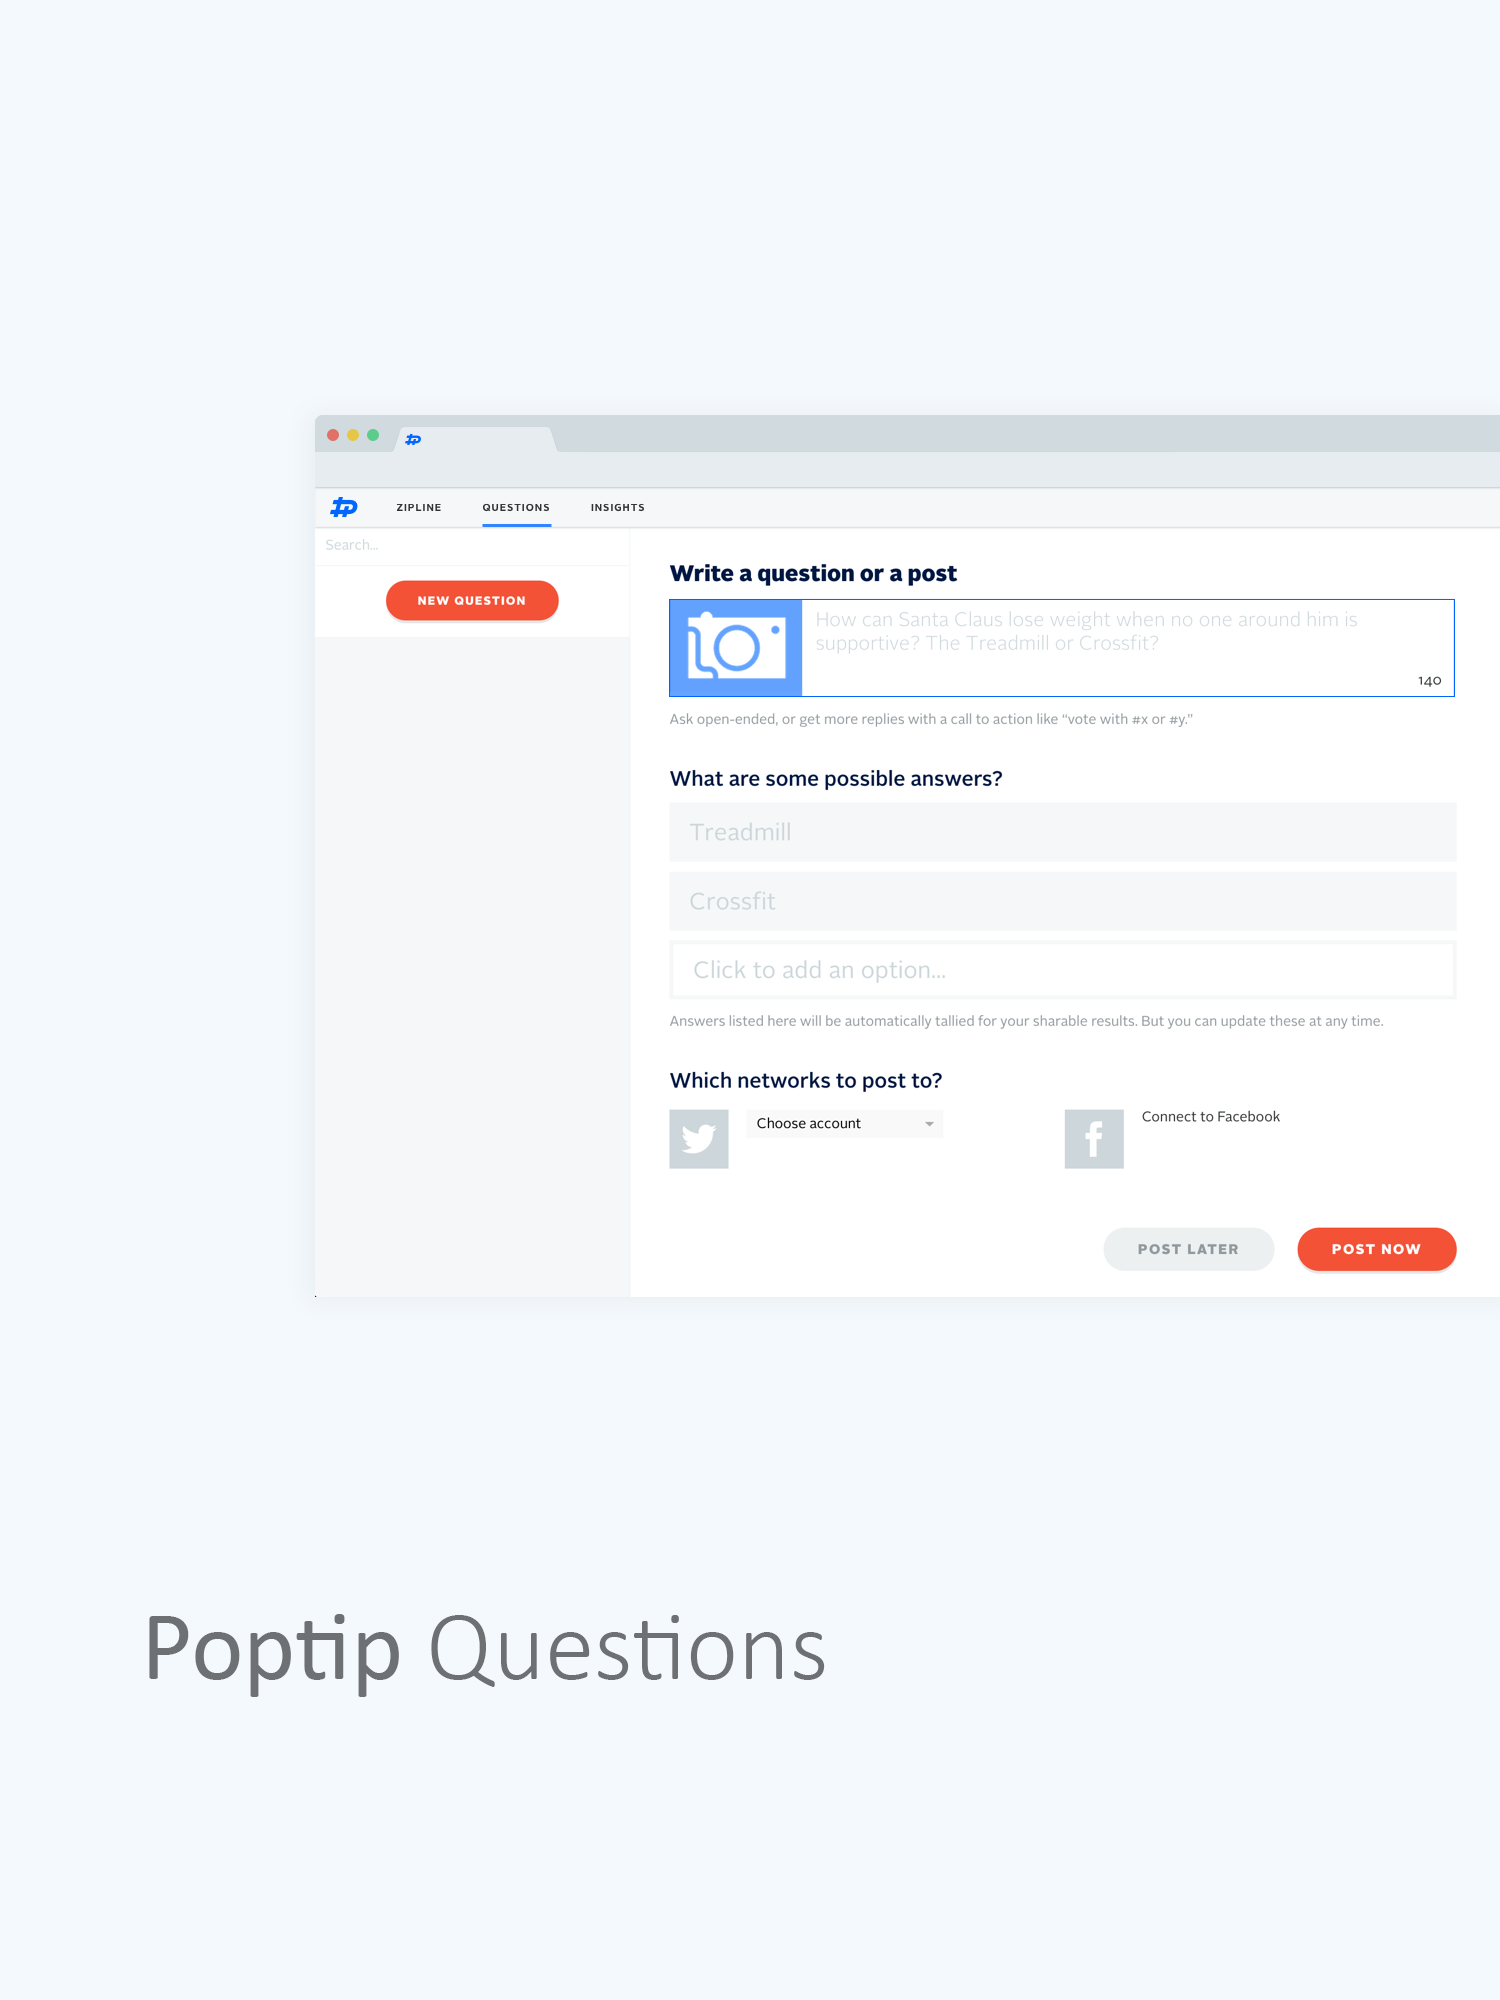 ZIPLINE QUESTIONS INSIGHTS
Search...
NEW QUESTION
Write a question or a post
How can Santa Claus lose weight when no one around him is
supportive? The Treadmill or Crossfit?
140
Ask open-ended, or get more replies with a call to action like “vote with #x or #y.”
What are some possible answers?
Treadmill
Crossfit
Click to add an option...
Answers listed here will be automatically tallied for your sharable results. But you can update these at any time.
Which networks to post to?
Choose account
Connect to Facebook
POST LATER
POST NOW
Poptip Questions